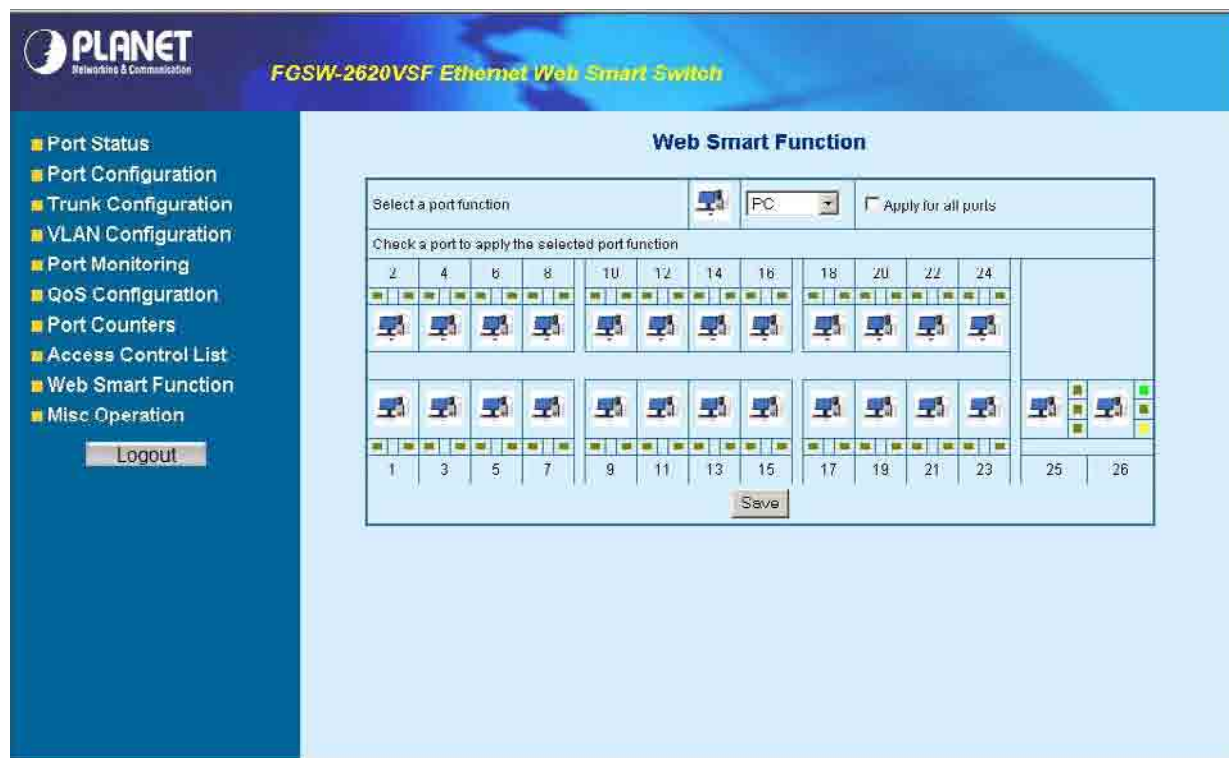 PLANET
Networking & Communication
FGSW-2620VSF Ethernet Web Smart Switch
Port Status
Port Configuration
Trunk Configuration
VLAN Configuration
Port Monitoring
QoS Configuration
Port Counters
Access Control List
Web Smart Function
Misc Operation
Logout
Web Smart Function
Select a port function PC Apply for all ports
Check a port to apply the selected port function
2 4 6 8 10 12 14 16 18 20 22 24
1 3 5 7 9 11 13 15 17 19 21 23 25 26
Save